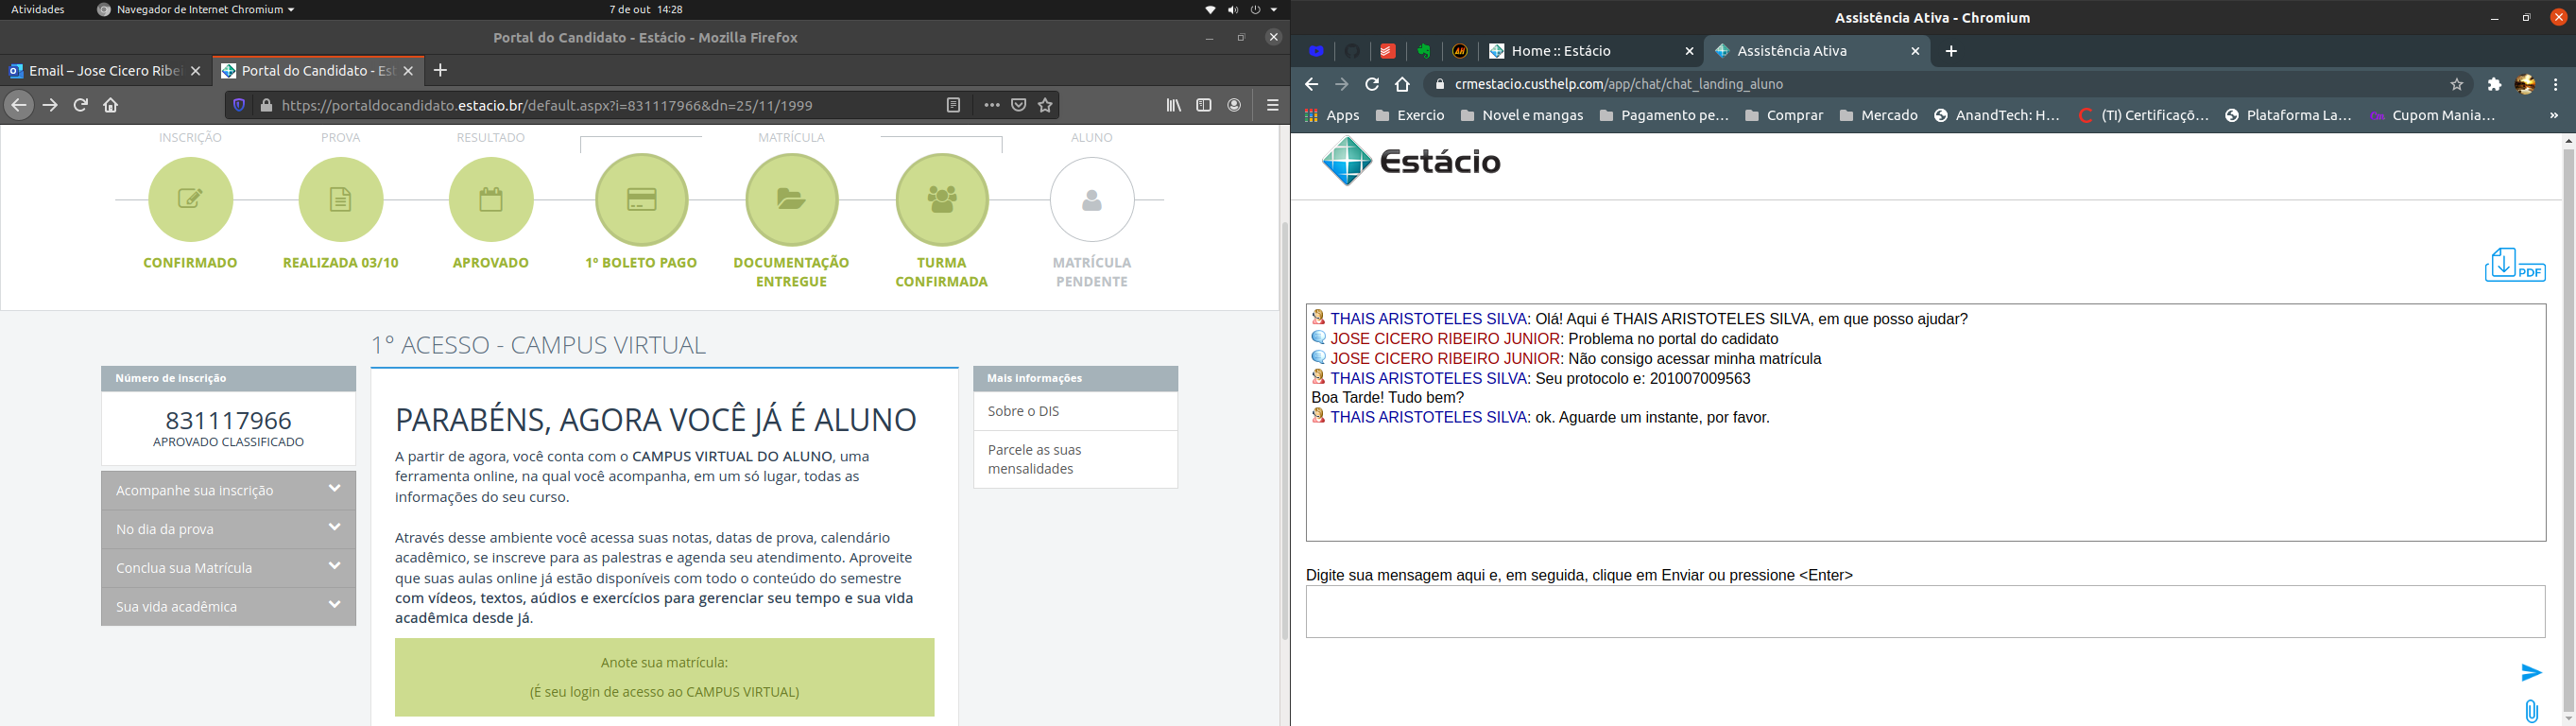 Atividades
Navegador de Internet Chromium
7 de out 14:28
Portal do Candidato - Estácio - Mozilla Firefox
Email – Jose Cicero Ribei
Portal do Candidato - Est
https://portaldocandidato.estacio.br/default.aspx?i=831117966&dn=25/11/1999
INSCRIÇÃO
PROVA
RESULTADO
MATRÍCULA
ALUNO
CONFIRMADO
REALIZADA 03/10
APROVADO
1º BOLETO PAGO
DOCUMENTAÇÃO
ENTREGUE
TURMA
CONFIRMADA
MATRÍCULA
PENDENTE
1º ACESSO - CAMPUS VIRTUAL
Número de inscrição
831117966
APROVADO CLASSIFICADO
Acompanhe sua inscrição
No dia da prova
Conclua sua Matrícula
Sua vida acadêmica
PARABÉNS, AGORA VOCÊ JÁ É ALUNO
A partir de agora, você conta com o CAMPUS VIRTUAL DO ALUNO, uma
ferramenta online, na qual você acompanha, em um só lugar, todas as
informações do seu curso.
Através desse ambiente você acessa suas notas, datas de prova, calendário
acadêmico, se inscreve para as palestras e agenda seu atendimento. Aproveite
que suas aulas online já estão disponíveis com todo o conteúdo do semestre
com vídeos, textos, aúdios e exercícios para gerenciar seu tempo e sua vida
acadêmica desde já.
Anote sua matrícula:
(É seu login de acesso ao CAMPUS VIRTUAL)
Mais informações
Sobre o DIS
Parcele as suas
mensalidades
Assistência Ativa - Chromium
Home :: Estácio
Assistência Ativa
crmestacio.custhelp.com/app/chat/chat_landing_aluno
Apps
Exercio
Novel e mangas
Pagamento pe...
Comprar
Mercado
AnandTech: H...
(TI) Certificaçõ...
Plataforma La...
Cupom Mania...
Estácio
PDF
THAIS ARISTOTELES SILVA: Olá! Aqui é THAIS ARISTOTELES SILVA, em que posso ajudar?
JOSE CICERO RIBEIRO JUNIOR: Problema no portal do cadidato
JOSE CICERO RIBEIRO JUNIOR: Não consigo acessar minha matrícula
THAIS ARISTOTELES SILVA: Seu protocolo e: 201007009563
Boa Tarde! Tudo bem?
THAIS ARISTOTELES SILVA: ok. Aguarde um instante, por favor.
Digite sua mensagem aqui e, em seguida, clique em Enviar ou pressione <Enter>